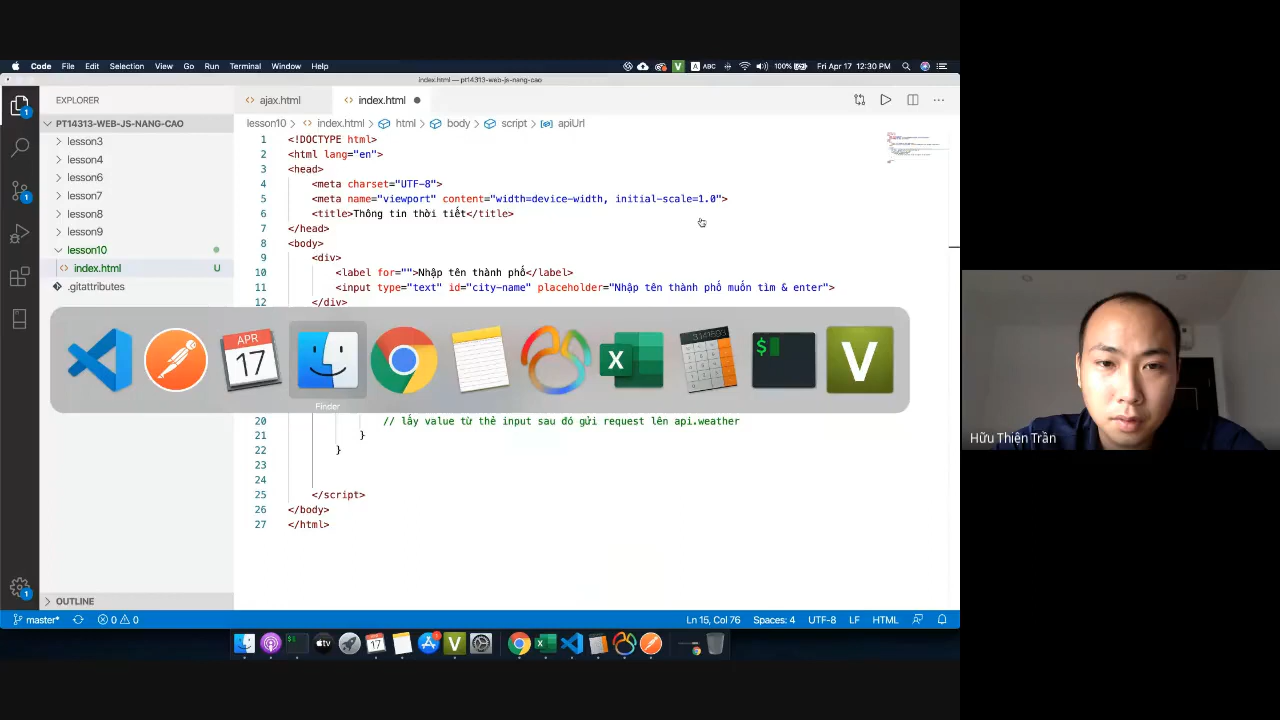 Code File Edit Selection View Go Run Terminal Window Help
ABC 100% Fri Apr 17 12:30 PM
index.html — pt14313-web-js-nang-cao
EXPLORER
ajax.html
index.html
PT14313-WEB-JS-NANG-CAO
lesson10 > index.html > html > body > script > apiUrl
lesson3
lesson4
lesson6
lesson7
lesson8
lesson9
lesson10
index.html U
.gitattributes
1 <!DOCTYPE html>
2 <html lang="en">
3 <head>
4 <meta charset="UTF-8">
5 <meta name="viewport" content="width=device-width, initial-scale=1.0">
6 <title>Thông tin thời tiết</title>
7 </head>
8 <body>
9 <div>
10 <label for="">Nhập tên thành phố</label>
11 <input type="text" id="city-name" placeholder="Nhập tên thành phố muốn tìm & enter">
12 </div>
APR
17
Finder
20 // lấy value từ thẻ input sau đó gửi request lên api.weather
21 }
22 }
23
24
25 </script>
26 </body>
27 </html>
OUTLINE
master* 0 0 Ln 15, Col 76 Spaces: 4 UTF-8 LF HTML
Hữu Thiện Trần